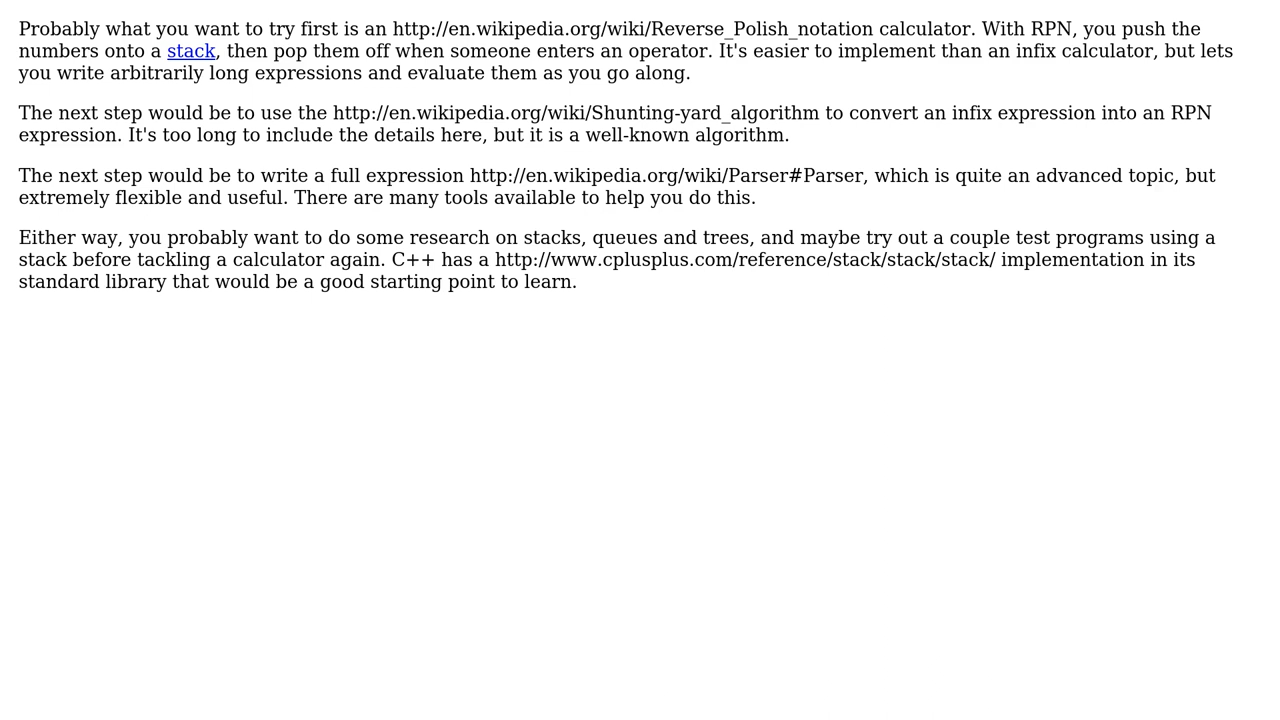 Probably what you want to try first is an http://en.wikipedia.org/wiki/Reverse_Polish_notation calculator. With RPN, you push the
numbers onto a stack, then pop them off when someone enters an operator. It's easier to implement than an infix calculator, but lets
you write arbitrarily long expressions and evaluate them as you go along.
The next step would be to use the http://en.wikipedia.org/wiki/Shunting-yard_algorithm to convert an infix expression into an RPN
expression. It's too long to include the details here, but it is a well-known algorithm.
The next step would be to write a full expression http://en.wikipedia.org/wiki/Parser#Parser, which is quite an advanced topic, but
extremely flexible and useful. There are many tools available to help you do this.
Either way, you probably want to do some research on stacks, queues and trees, and maybe try out a couple test programs using a
stack before tackling a calculator again. C++ has a http://www.cplusplus.com/reference/stack/stack/stack/ implementation in its
standard library that would be a good starting point to learn.